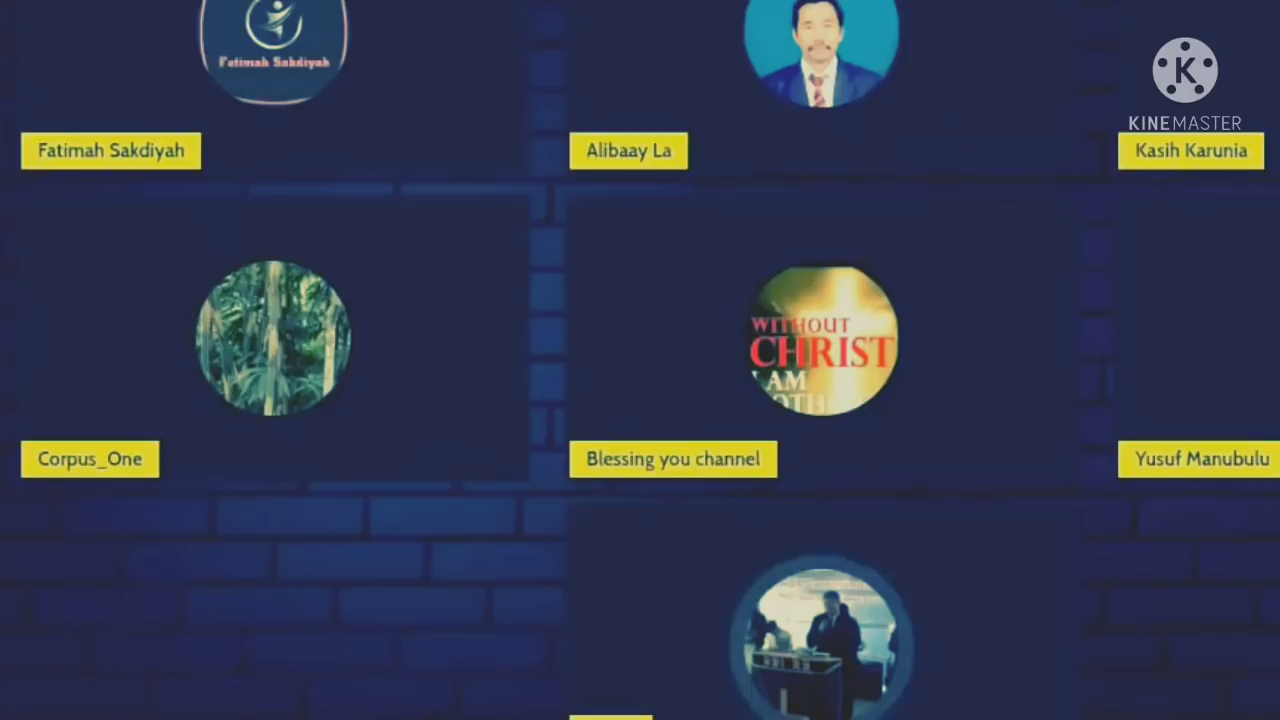 Fatimah Sakdiyah
KINEMASTER
Fatimah Sakdiyah
Alibaay La
Kasih Karunia
WITHOUT
CHRIST
I AM
Corpus_One
Blessing you channel
Yusuf Manubulu